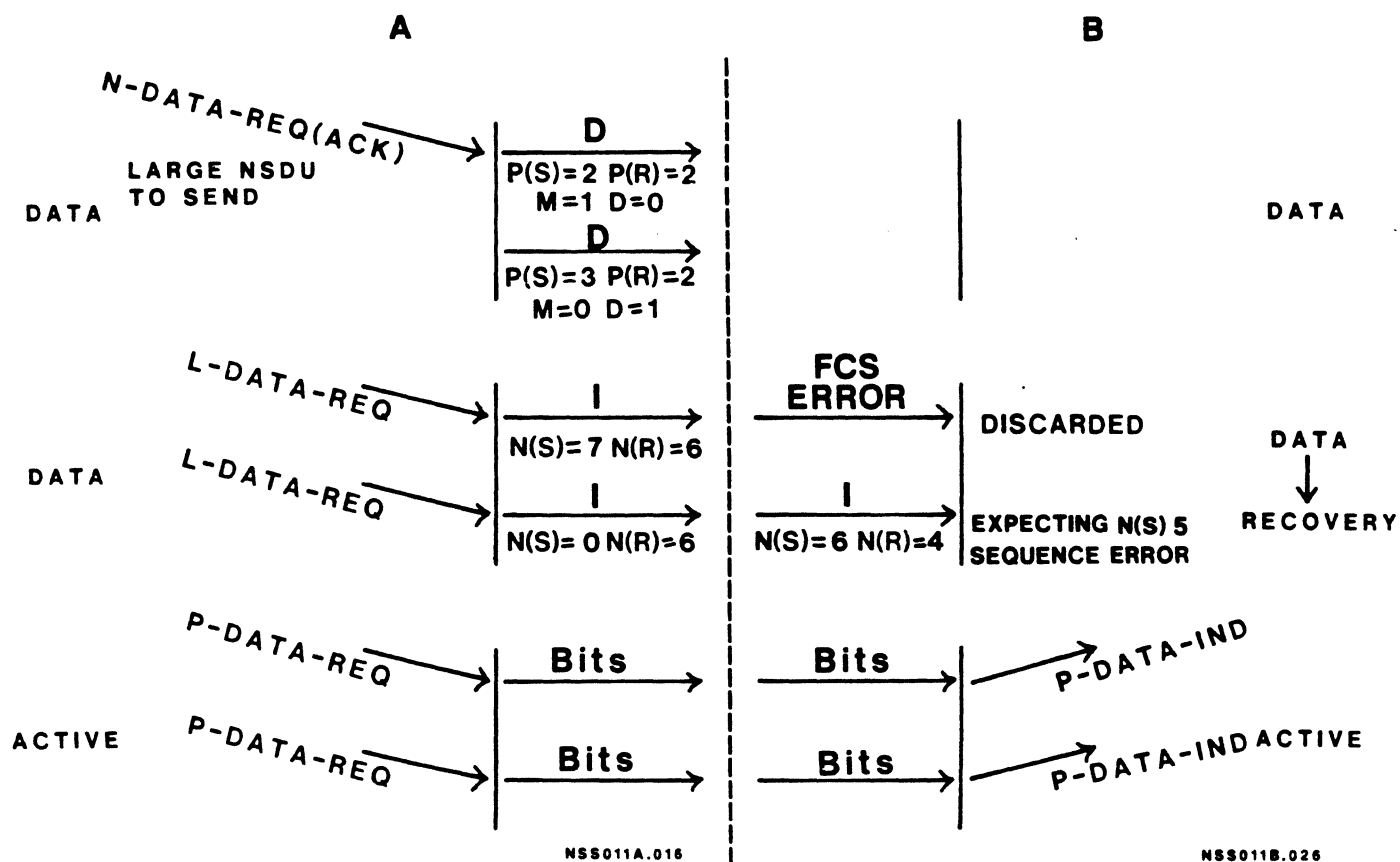 A
B
N-DATA-REQ(ACK)
LARGE NSDU
TO SEND
DATA
D
P(S)=2 P(R)=2
M=1 D=0
D
P(S)=3 P(R)=2
M=0 D=1
DATA
L-DATA-REQ
I
N(S)=7 N(R)=6
FCS
ERROR
DISCARDED
DATA
DATA
L-DATA-REQ
I
N(S)=0 N(R)=6
I
N(S)=6 N(R)=4
EXPECTING N(S) 5
SEQUENCE ERROR
RECOVERY
P-DATA-REQ
Bits
Bits
P-DATA-IND
ACTIVE
P-DATA-REQ
Bits
Bits
P-DATA-IND
ACTIVE
NSS011A.016
NSS011B.026